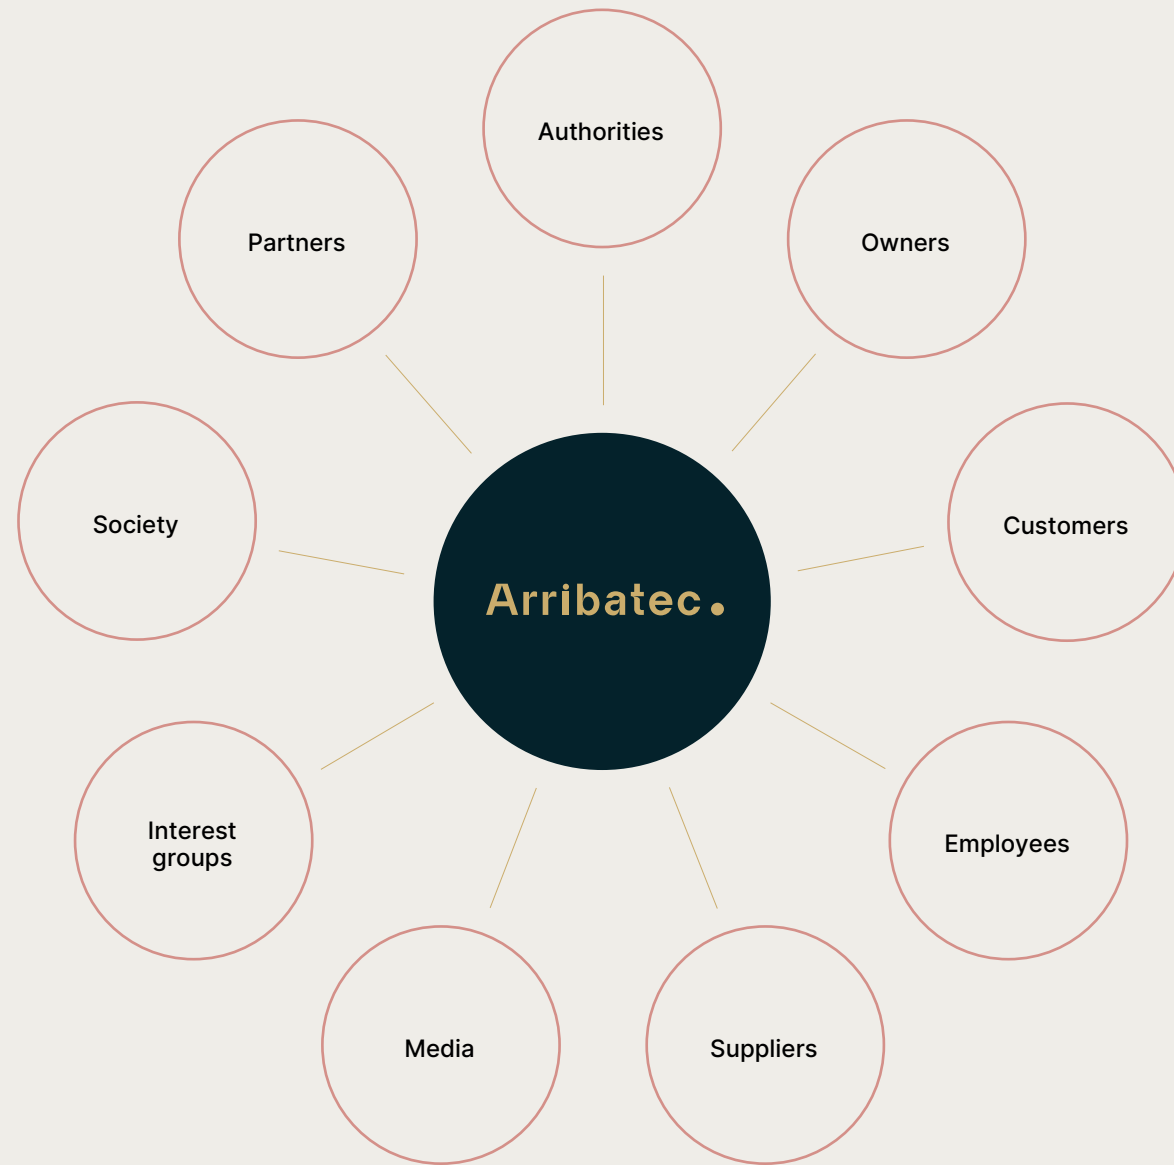 Authorities
Partners
Owners
Society
Customers
Arribatec.
Interest
groups
Employees
Media
Suppliers